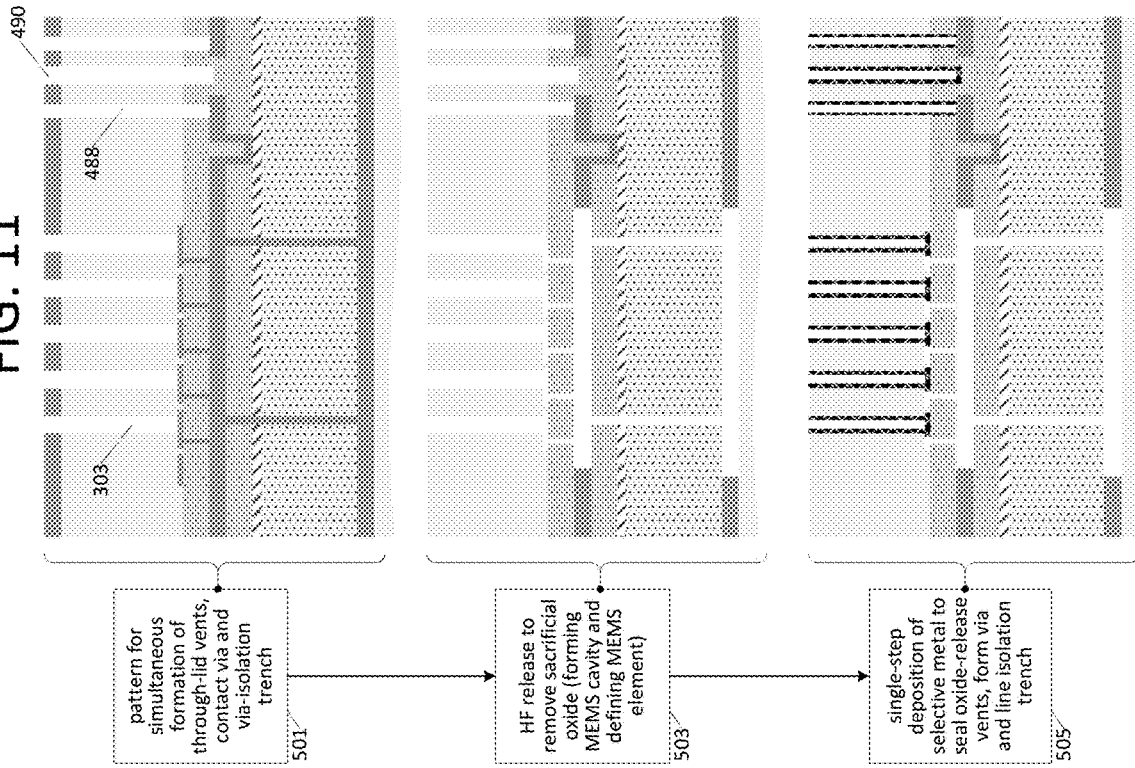 FIG. 11
490
488
303
pattern for
simultaneous
formation of
through-lid vents,
contact via and
via-isolation
trench
501
HF release to
remove sacrificial
oxide (forming
MEMS cavity and
defining MEMS
element)
503
single-step
deposition of
selective metal to
seal oxide-release
vents, form via
and line isolation
trench
505